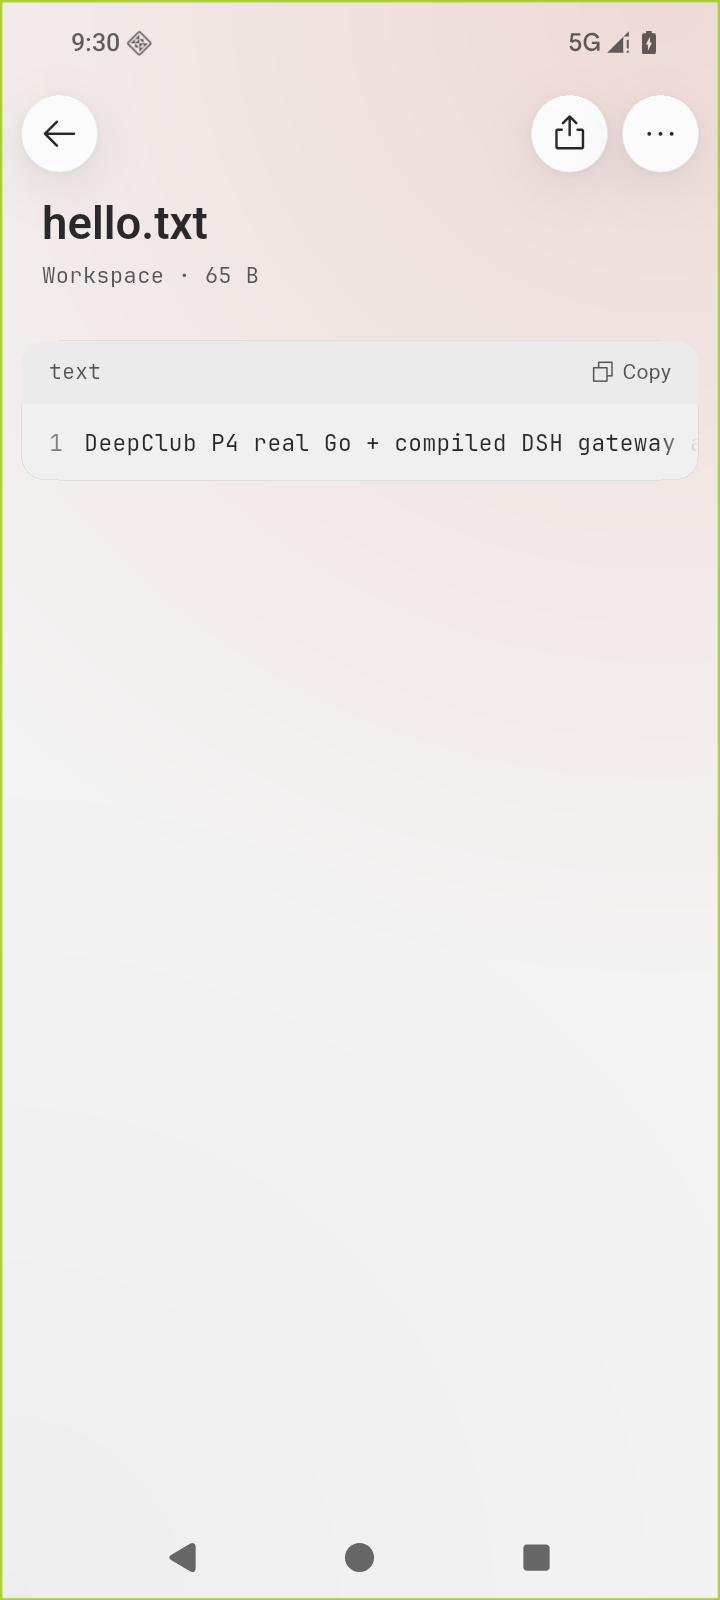 9:30 5G
hello.txt
Workspace · 65 B
text Copy
1 DeepClub P4 real Go + compiled DSH gateway